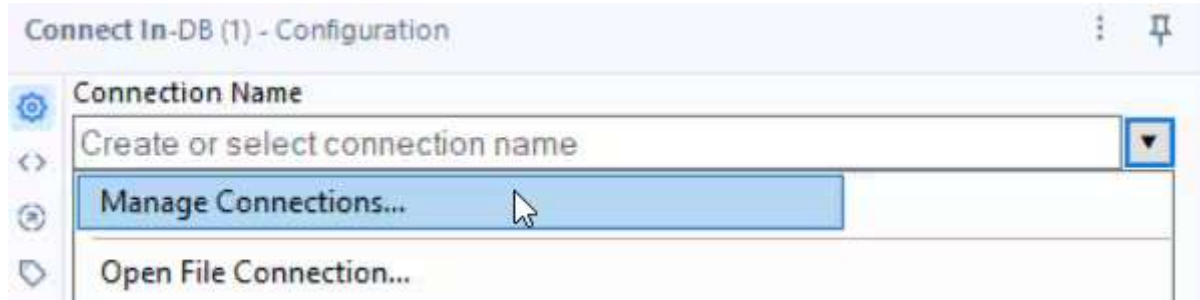 Connect In-DB (1) - Configuration
Connection Name
Create or select connection name
Manage Connections...
Open File Connection...